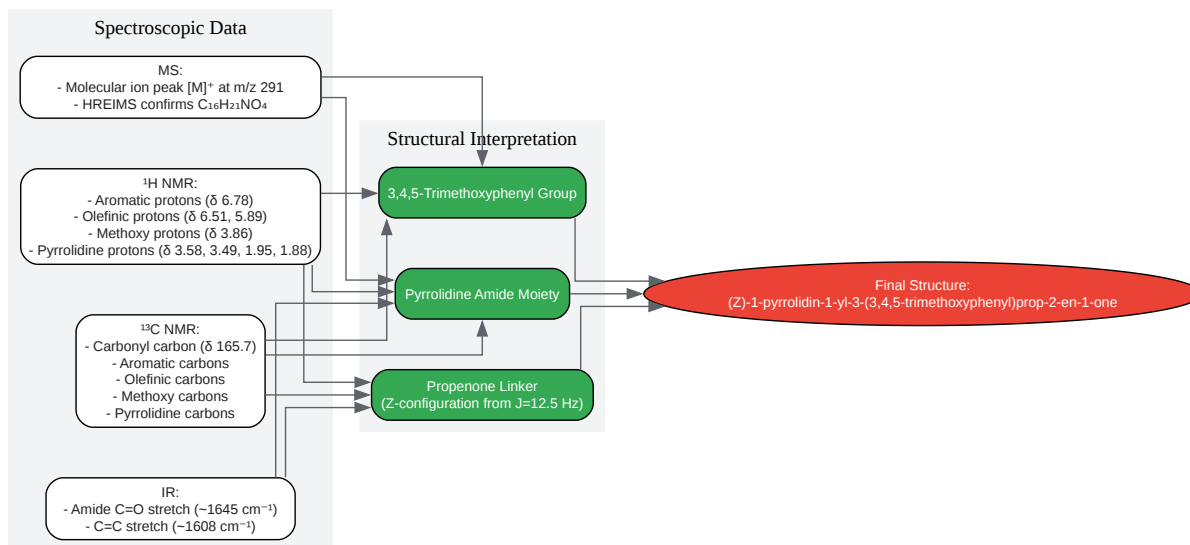 Spectroscopic Data
MS:
- Molecular ion peak [M]⁺ at m/z 291
- HREIMS confirms C₁₆H₂₁NO₄
¹H NMR:
- Aromatic protons (δ 6.78)
- Olefinic protons (δ 6.51, 5.89)
- Methoxy protons (δ 3.86)
- Pyrrolidine protons (δ 3.58, 3.49, 1.95, 1.88)
¹³C NMR:
- Carbonyl carbon (δ 165.7)
- Aromatic carbons
- Olefinic carbons
- Methoxy carbons
- Pyrrolidine carbons
IR:
- Amide C=O stretch (~1645 cm⁻¹)
- C=C stretch (~1608 cm⁻¹)
Structural Interpretation
3,4,5-Trimethoxyphenyl Group
Pyrrolidine Amide Moiety
Propenone Linker
(Z-configuration from J=12.5 Hz)
Final Structure:
(Z)-1-pyrrolidin-1-yl-3-(3,4,5-trimethoxyphenyl)prop-2-en-1-one